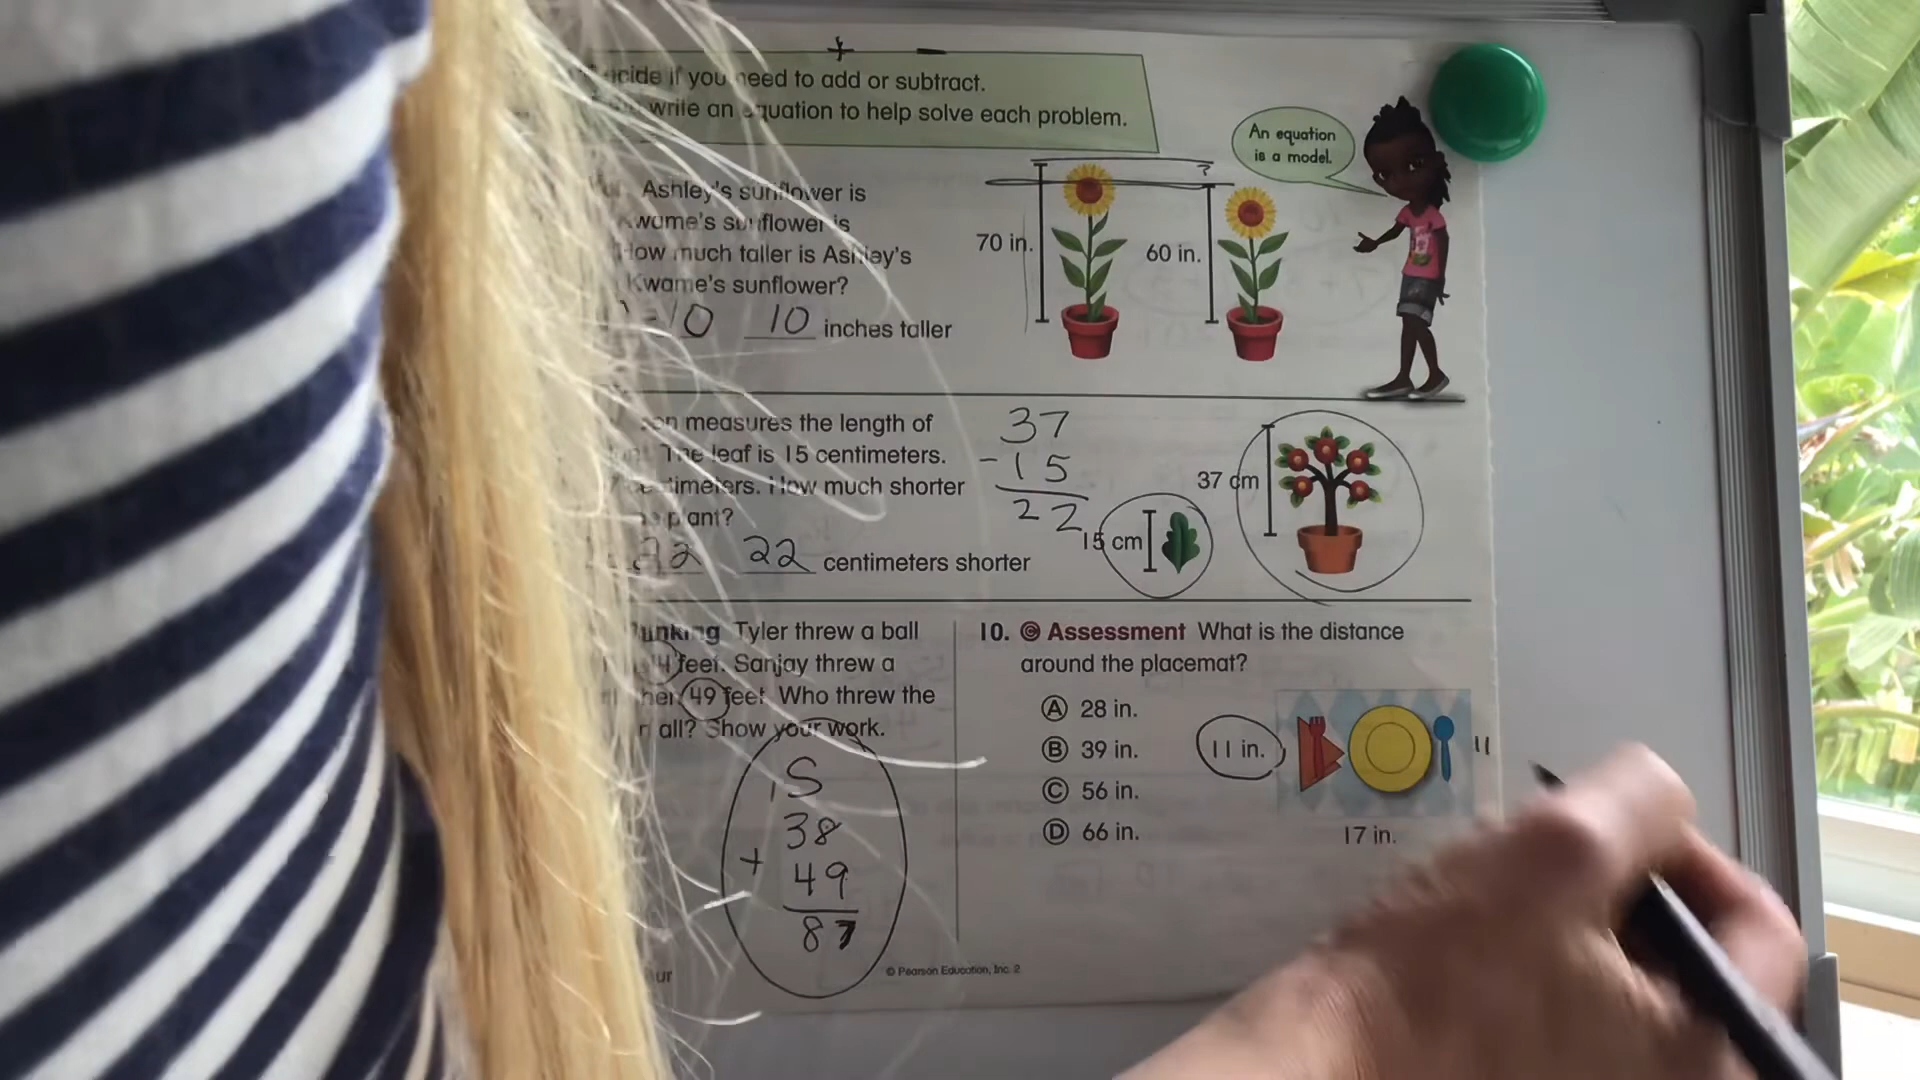 + -
if you need to add or subtract.
write an equation to help solve each problem.
An equation
is a model.
Ashley's sunflower is
sunflower is
How much taller is Ashley's
Kwame's sunflower?
10 10 inches taller
70 in.
60 in.
?
measures the length of
The leaf is 15 centimeters.
How much shorter
plant?
22 22 centimeters shorter
37
-15
22
15 cm
37 cm
Tyler threw a ball
feet. Sanjay threw a
49 feet. Who threw the
Show your work.
S
1
38
+ 49
87
10. © Assessment What is the distance
around the placemat?
A 28 in.
B 39 in.
C 56 in.
D 66 in.
11 in.
11
17 in.
© Pearson Education, Inc. 2